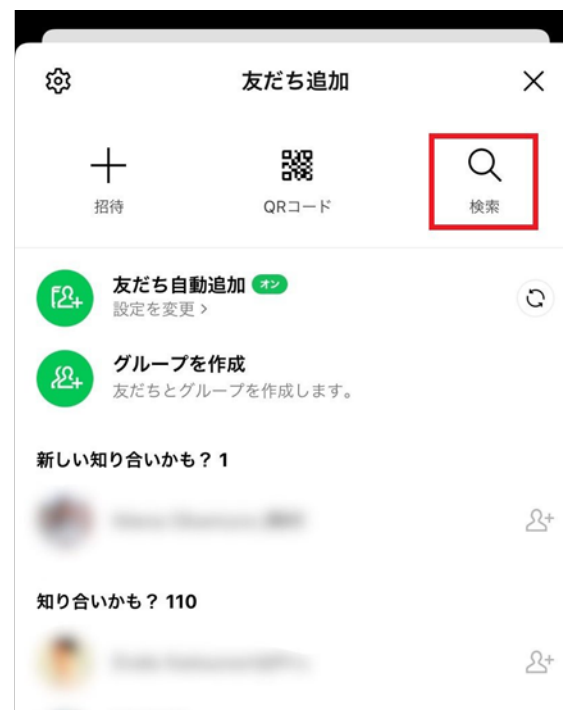 友だち追加
招待
QRコード
検索
友だち自動追加 オン
設定を変更 >
グループを作成
友だちとグループを作成します。
新しい知り合いかも？1
知り合いかも？110